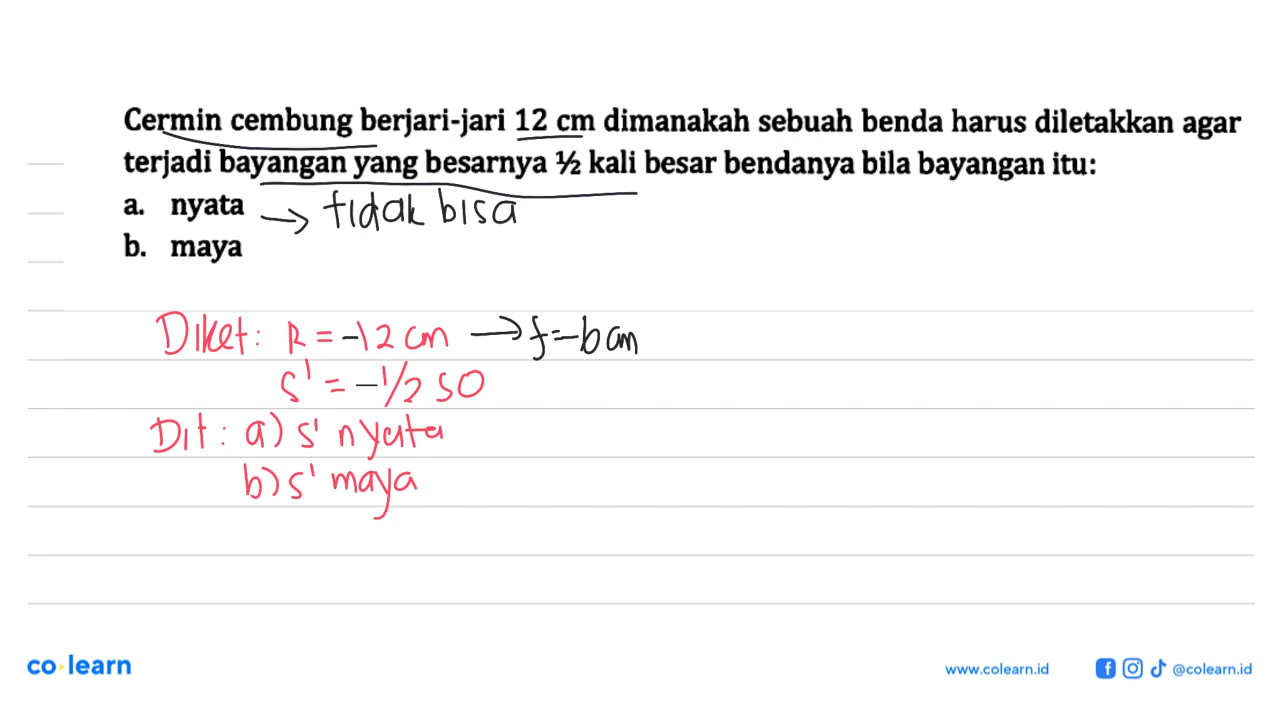 Cermin cembung berjari-jari 12 cm dimanakah sebuah benda harus diletakkan agar
terjadi bayangan yang besarnya ½ kali besar bendanya bila bayangan itu:
a. nyata → tidak bisa
b. maya
Diket: R = -12 cm → f = -6 cm
s' = -1/2 so
Dit: a) s' nyata
b) s' maya
co learn
www.colearn.id @colearn.id